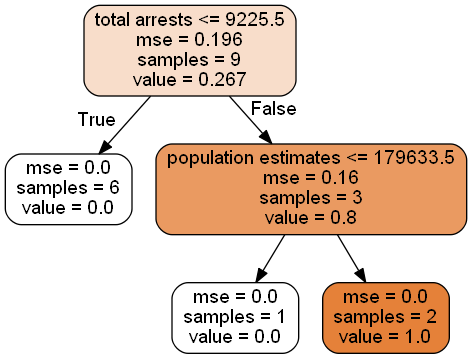 total arrests <= 9225.5
mse = 0.196
samples = 9
value = 0.267
True
False
mse = 0.0
samples = 6
value = 0.0
population estimates <= 179633.5
mse = 0.16
samples = 3
value = 0.8
mse = 0.0
samples = 1
value = 0.0
mse = 0.0
samples = 2
value = 1.0